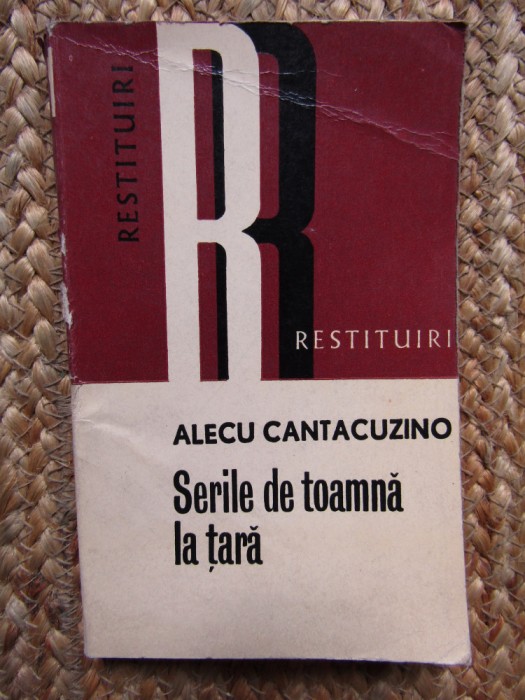 RESTITUIRI
R
RESTITUIRI
ALECU CANTACUZINO
Serile de toamnă
la țară